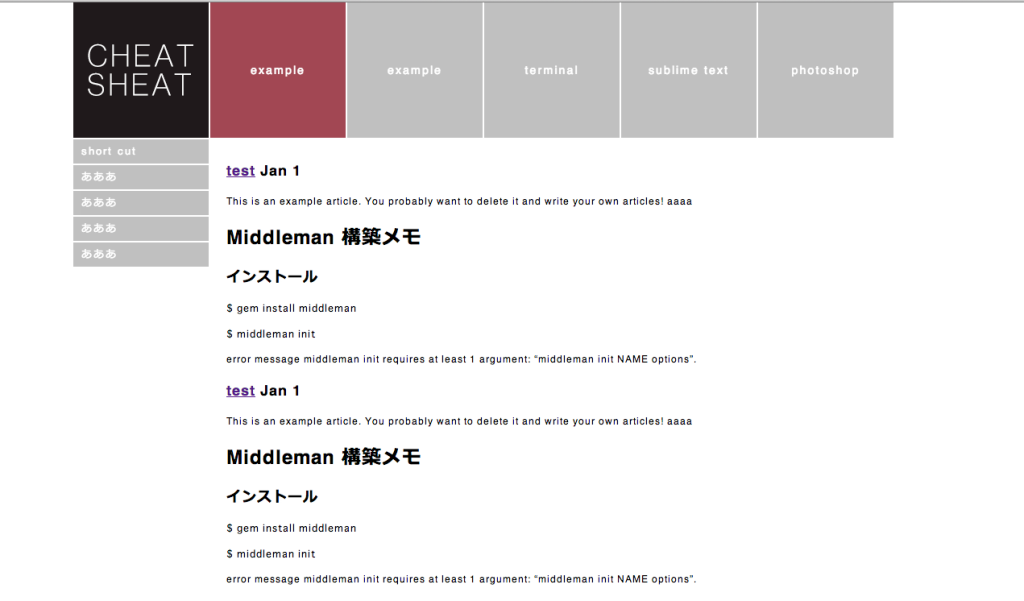 CHEAT
SHEAT
example
example
terminal
sublime text
photoshop
short cut
あああ
あああ
あああ
あああ
test Jan 1
This is an example article. You probably want to delete it and write your own articles! aaaa
Middleman 構築メモ
インストール
$ gem install middleman
$ middleman init
error message middleman init requires at least 1 argument: “middleman init NAME options”.
test Jan 1
This is an example article. You probably want to delete it and write your own articles! aaaa
Middleman 構築メモ
インストール
$ gem install middleman
$ middleman init
error message middleman init requires at least 1 argument: “middleman init NAME options”.